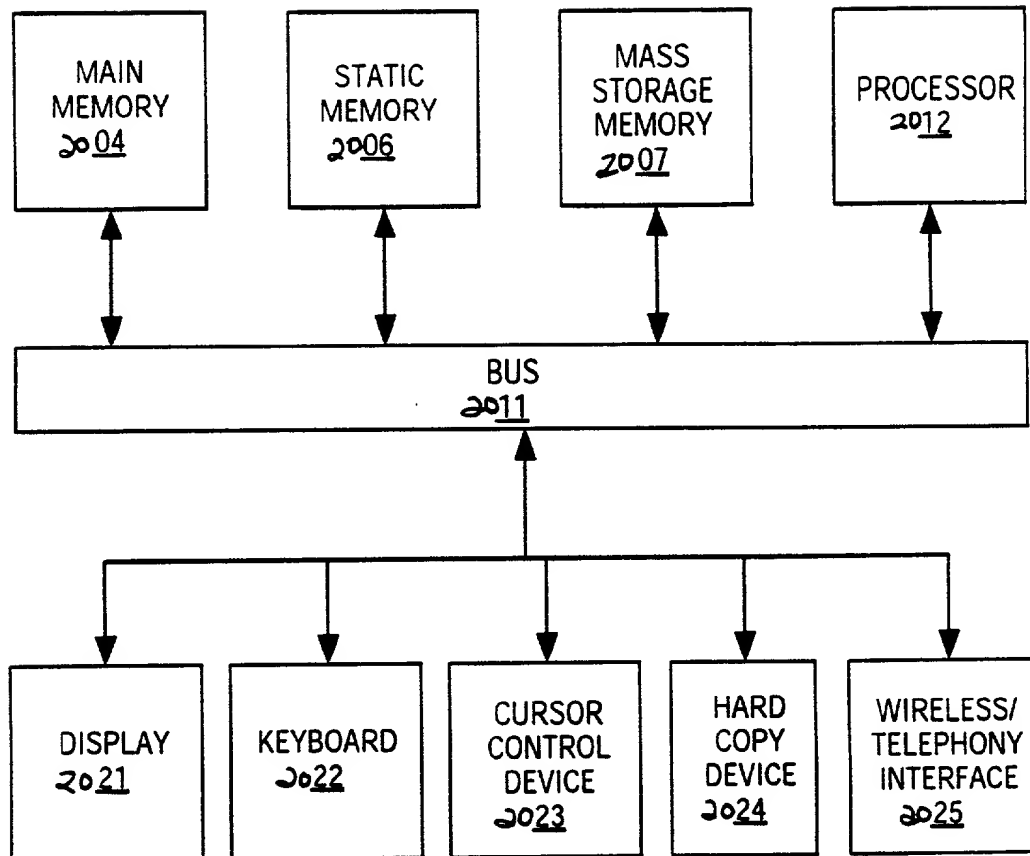 MAIN
MEMORY
2004
STATIC
MEMORY
2006
MASS
STORAGE
MEMORY
2007
PROCESSOR
2012
BUS
2011
DISPLAY
2021
KEYBOARD
2022
CURSOR
CONTROL
DEVICE
2023
HARD
COPY
DEVICE
2024
WIRELESS/
TELEPHONY
INTERFACE
2025